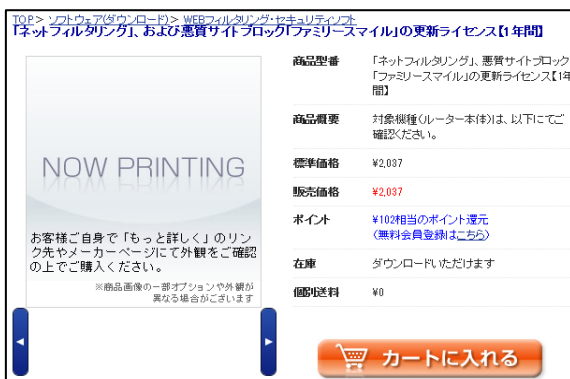 TOP> ソフトウェア(ダウンロード)> WEBフィルタリング・セキュリティソフト
「ネットフィルタリング」、および悪質サイトブロック「ファミリースマイル」の更新ライセンス【1年間】
商品型番
「ネットフィルタリング」、悪質サイトブロック
「ファミリースマイル」の更新ライセンス【1年
間】
商品概要
対象機種(ルーター本体)は、以下にてご
確認ください。
標準価格
¥2,037
販売価格
¥2,037
ポイント
¥102相当のポイント還元
(無料会員登録はこちら)
在庫
ダウンロードいただけます
個別送料
¥0
NOW PRINTING
お客様ご自身で「もっと詳しく」のリン
ク先やメーカーページにて外観をご確認
の上でご購入ください。
※商品画像の一部オプションや外観が
異なる場合がございます
カートに入れる